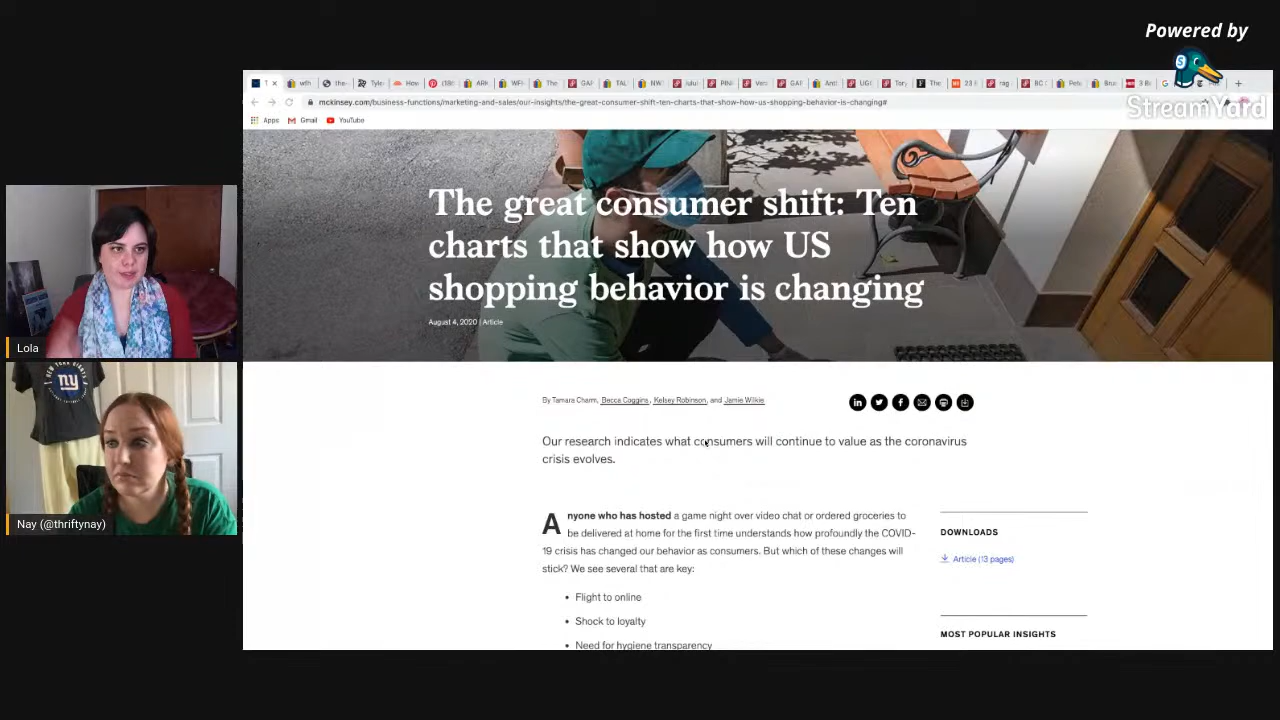 Powered by
StreamYard
mckinsey.com/business-functions/marketing-and-sales/our-insights/the-great-consumer-shift-ten-charts-that-show-how-us-shopping-behavior-is-changing#
Apps Gmail YouTube
The great consumer shift: Ten
charts that show how US
shopping behavior is changing
August 4, 2020 | Article
Lola
NEW YORK GIANTS
ny
Nay (@thriftynay)
By Tamara Charm, Becca Coggins, Kelsey Robinson, and Jamie Wilkie
Our research indicates what consumers will continue to value as the coronavirus
crisis evolves.
Anyone who has hosted a game night over video chat or ordered groceries to
be delivered at home for the first time understands how profoundly the COVID-
19 crisis has changed our behavior as consumers. But which of these changes will
stick? We see several that are key:
• Flight to online
• Shock to loyalty
• Need for hygiene transparency
DOWNLOADS
Article (13 pages)
MOST POPULAR INSIGHTS